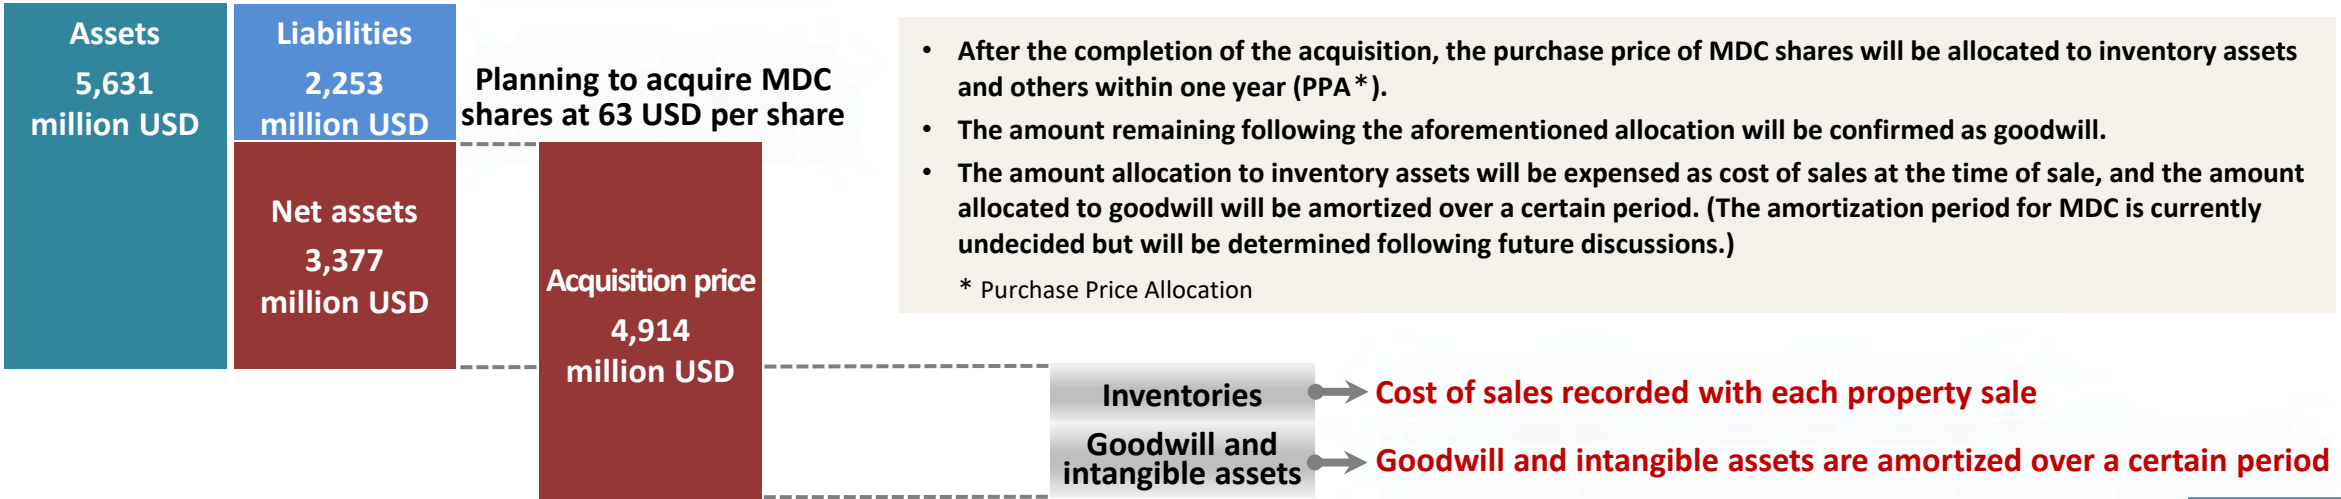 Assets
5,631
million USD
Liabilities
2,253
million USD
Net assets
3,377
million USD
Planning to acquire MDC
shares at 63 USD per share
Acquisition price
4,914
million USD
• After the completion of the acquisition, the purchase price of MDC shares will be allocated to inventory assets
and others within one year (PPA*).
• The amount remaining following the aforementioned allocation will be confirmed as goodwill.
• The amount allocation to inventory assets will be expensed as cost of sales at the time of sale, and the amount
allocated to goodwill will be amortized over a certain period. (The amortization period for MDC is currently
undecided but will be determined following future discussions.)
* Purchase Price Allocation
Inventories
Cost of sales recorded with each property sale
Goodwill and
intangible assets
Goodwill and intangible assets are amortized over a certain period